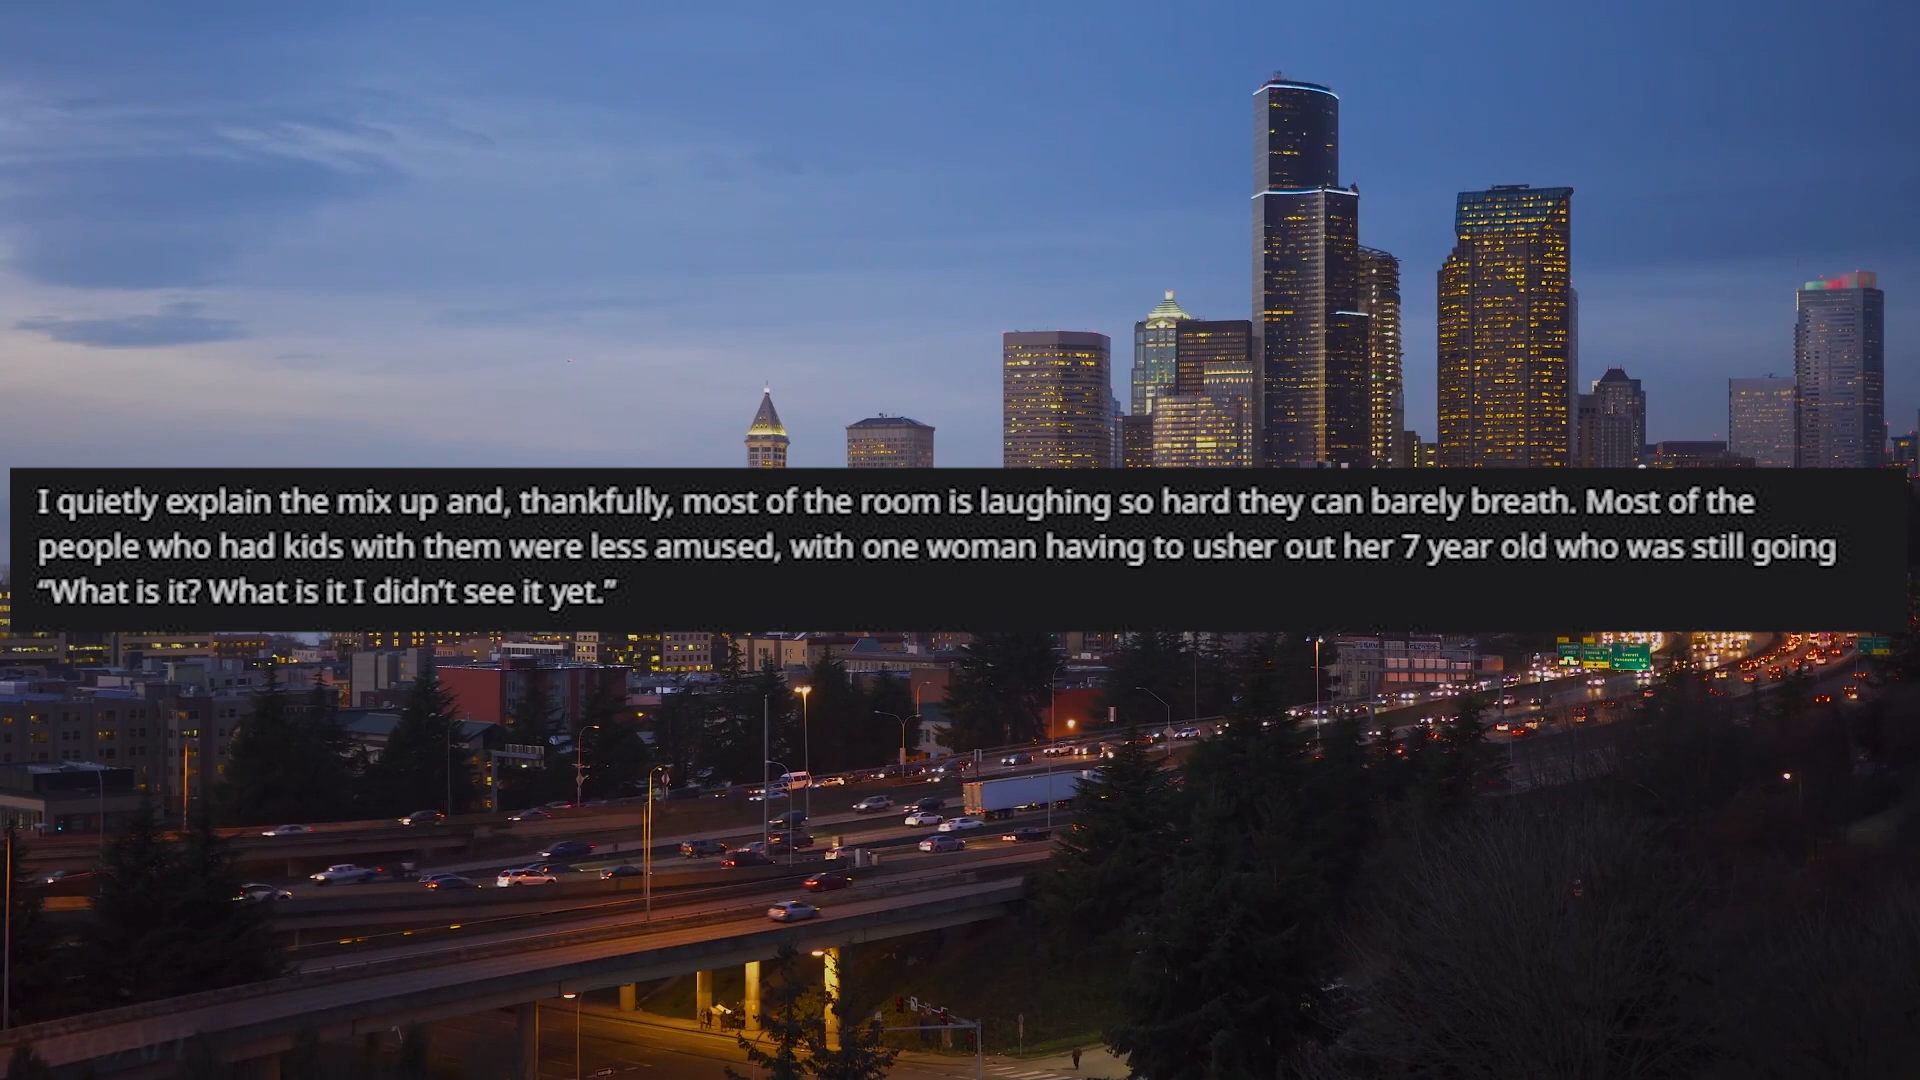 I quietly explain the mix up and, thankfully, most of the room is laughing so hard they can barely breath. Most of the
people who had kids with them were less amused, with one woman having to usher out her 7 year old who was still going
“What is it? What is it I didn’t see it yet.”
Everett
Vancouver B.C.